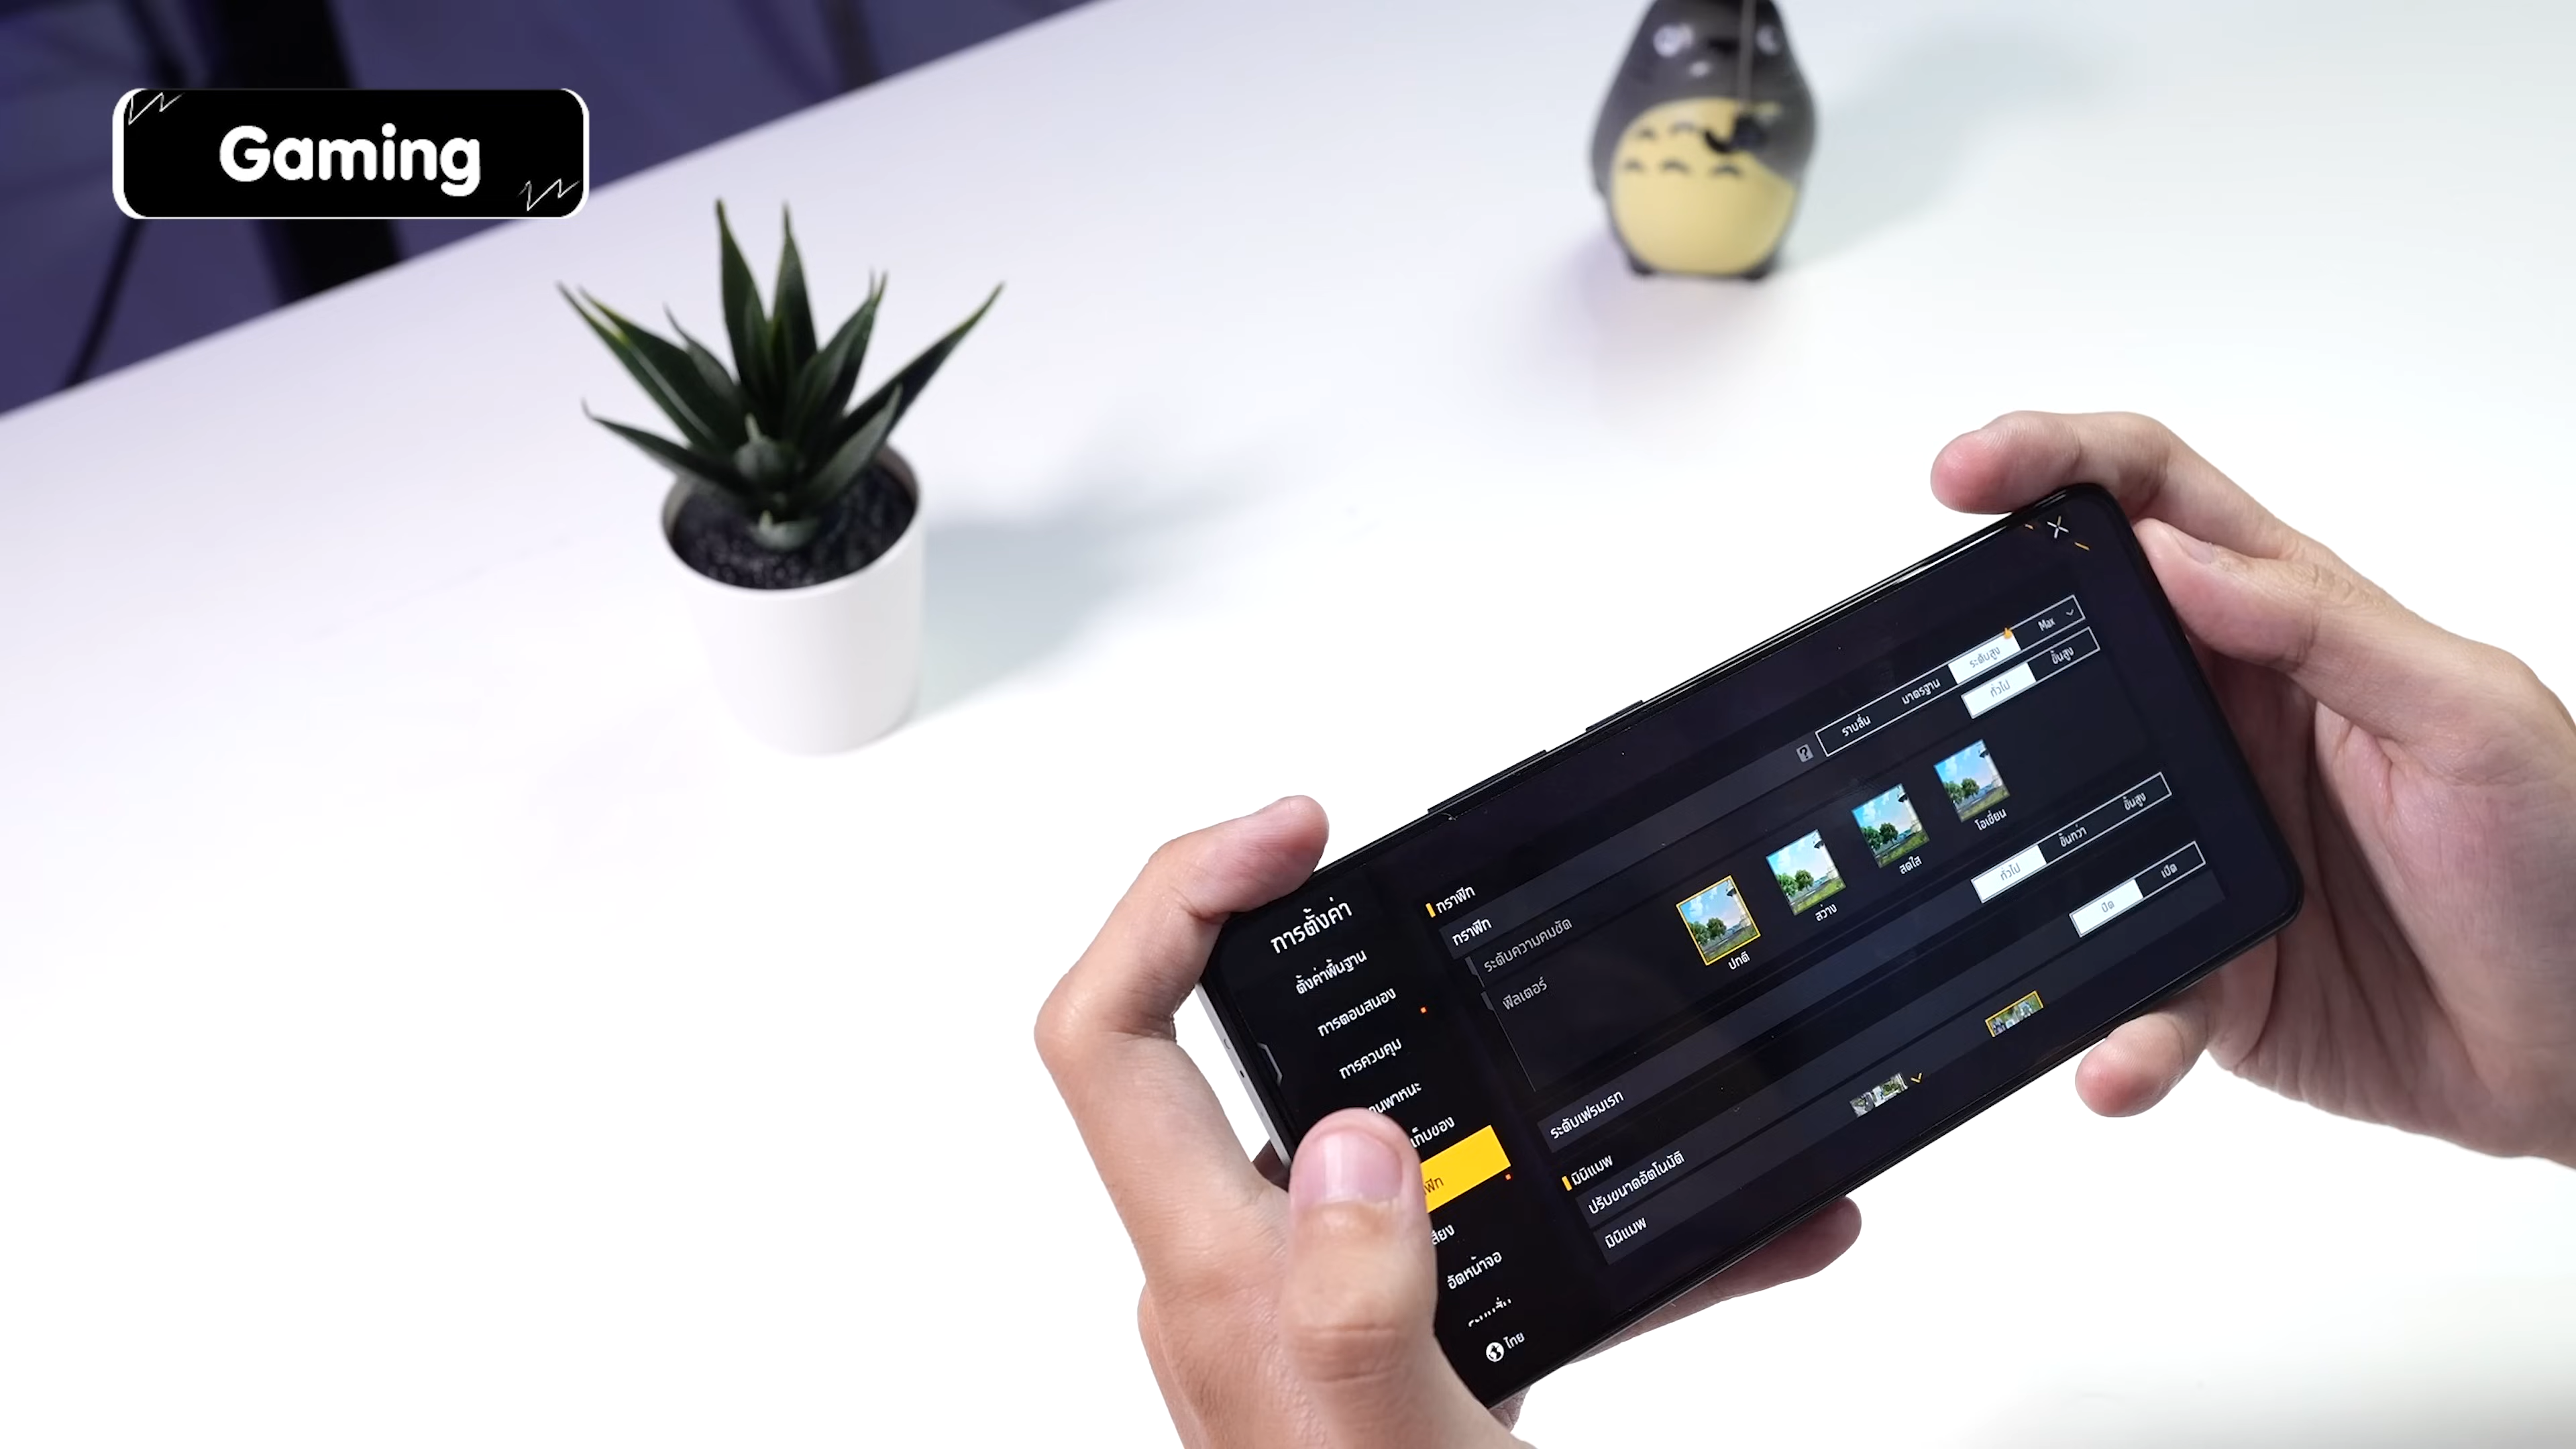 Gaming
การตั้งค่า
ตั้งค่าพื้นฐาน
การตอบสนอง
การควบคุม
เก็บของ
อัดหน้าจอ
ไทย
กราฟิก
กราฟิก
ราบลื่น
มาตรฐาน
ระดับสูง
Max
ระดับความคมชัด
ทั่วไป
ขั้นสูง
ฟิลเตอร์
ปกติ
สว่าง
สดใส
โอเชี่ยน
ระดับเฟรมเรท
ทั่วไป
ขั้นกว่า
ขั้นสูง
มินิแมพ
ปรับขนาดอัตโนมัติ
ปิด
เปิด
มินิแมพ